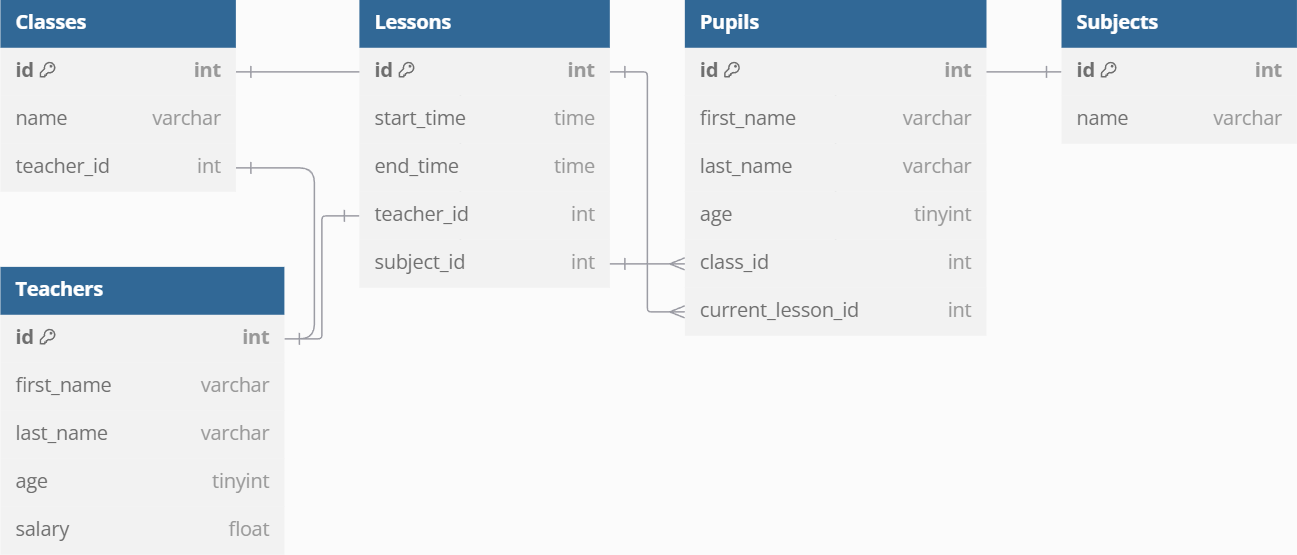 Classes
id int
name varchar
teacher_id int
Lessons
id int
start_time time
end_time time
teacher_id int
subject_id int
Pupils
id int
first_name varchar
last_name varchar
age tinyint
class_id int
current_lesson_id int
Subjects
id int
name varchar
Teachers
id int
first_name varchar
last_name varchar
age tinyint
salary float